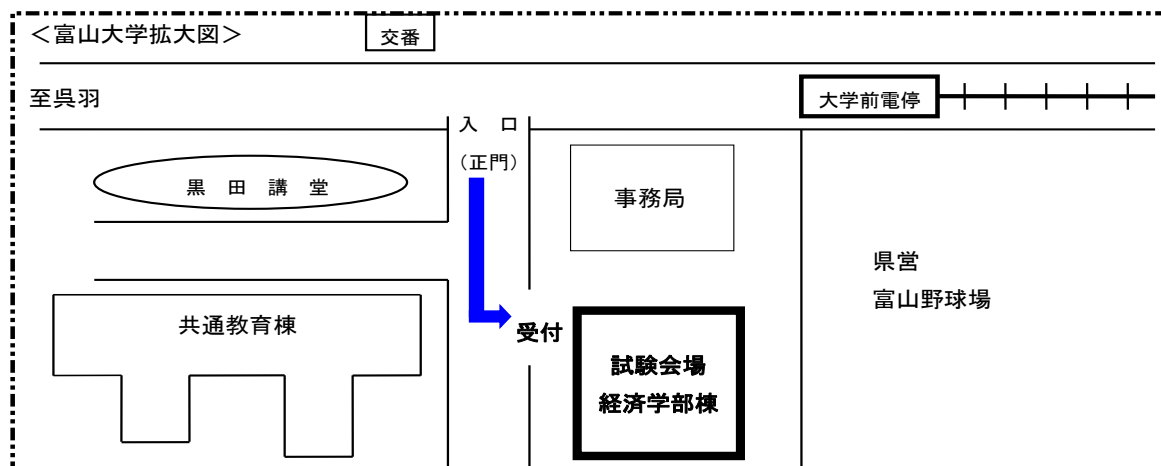 ＜富山大学拡大図＞
交番
至呉羽
大学前電停
入　口
（正門）
黒　田　講　堂
事務局
県営
富山野球場
共通教育棟
受付
試験会場
経済学部棟